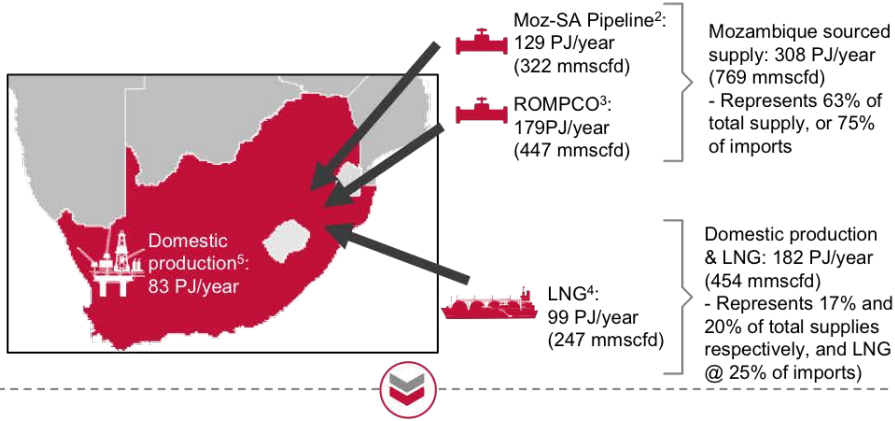 Moz-SA Pipeline²:
129 PJ/year
(322 mmscfd)
ROMPCO³:
179PJ/year
(447 mmscfd)
Mozambique sourced
supply: 308 PJ/year
(769 mmscfd)
- Represents 63% of
total supply, or 75%
of imports
Domestic
production⁵:
83 PJ/year
LNG⁴:
99 PJ/year
(247 mmscfd)
Domestic production
& LNG: 182 PJ/year
(454 mmscfd)
- Represents 17% and
20% of total supplies
respectively, and LNG
@ 25% of imports)